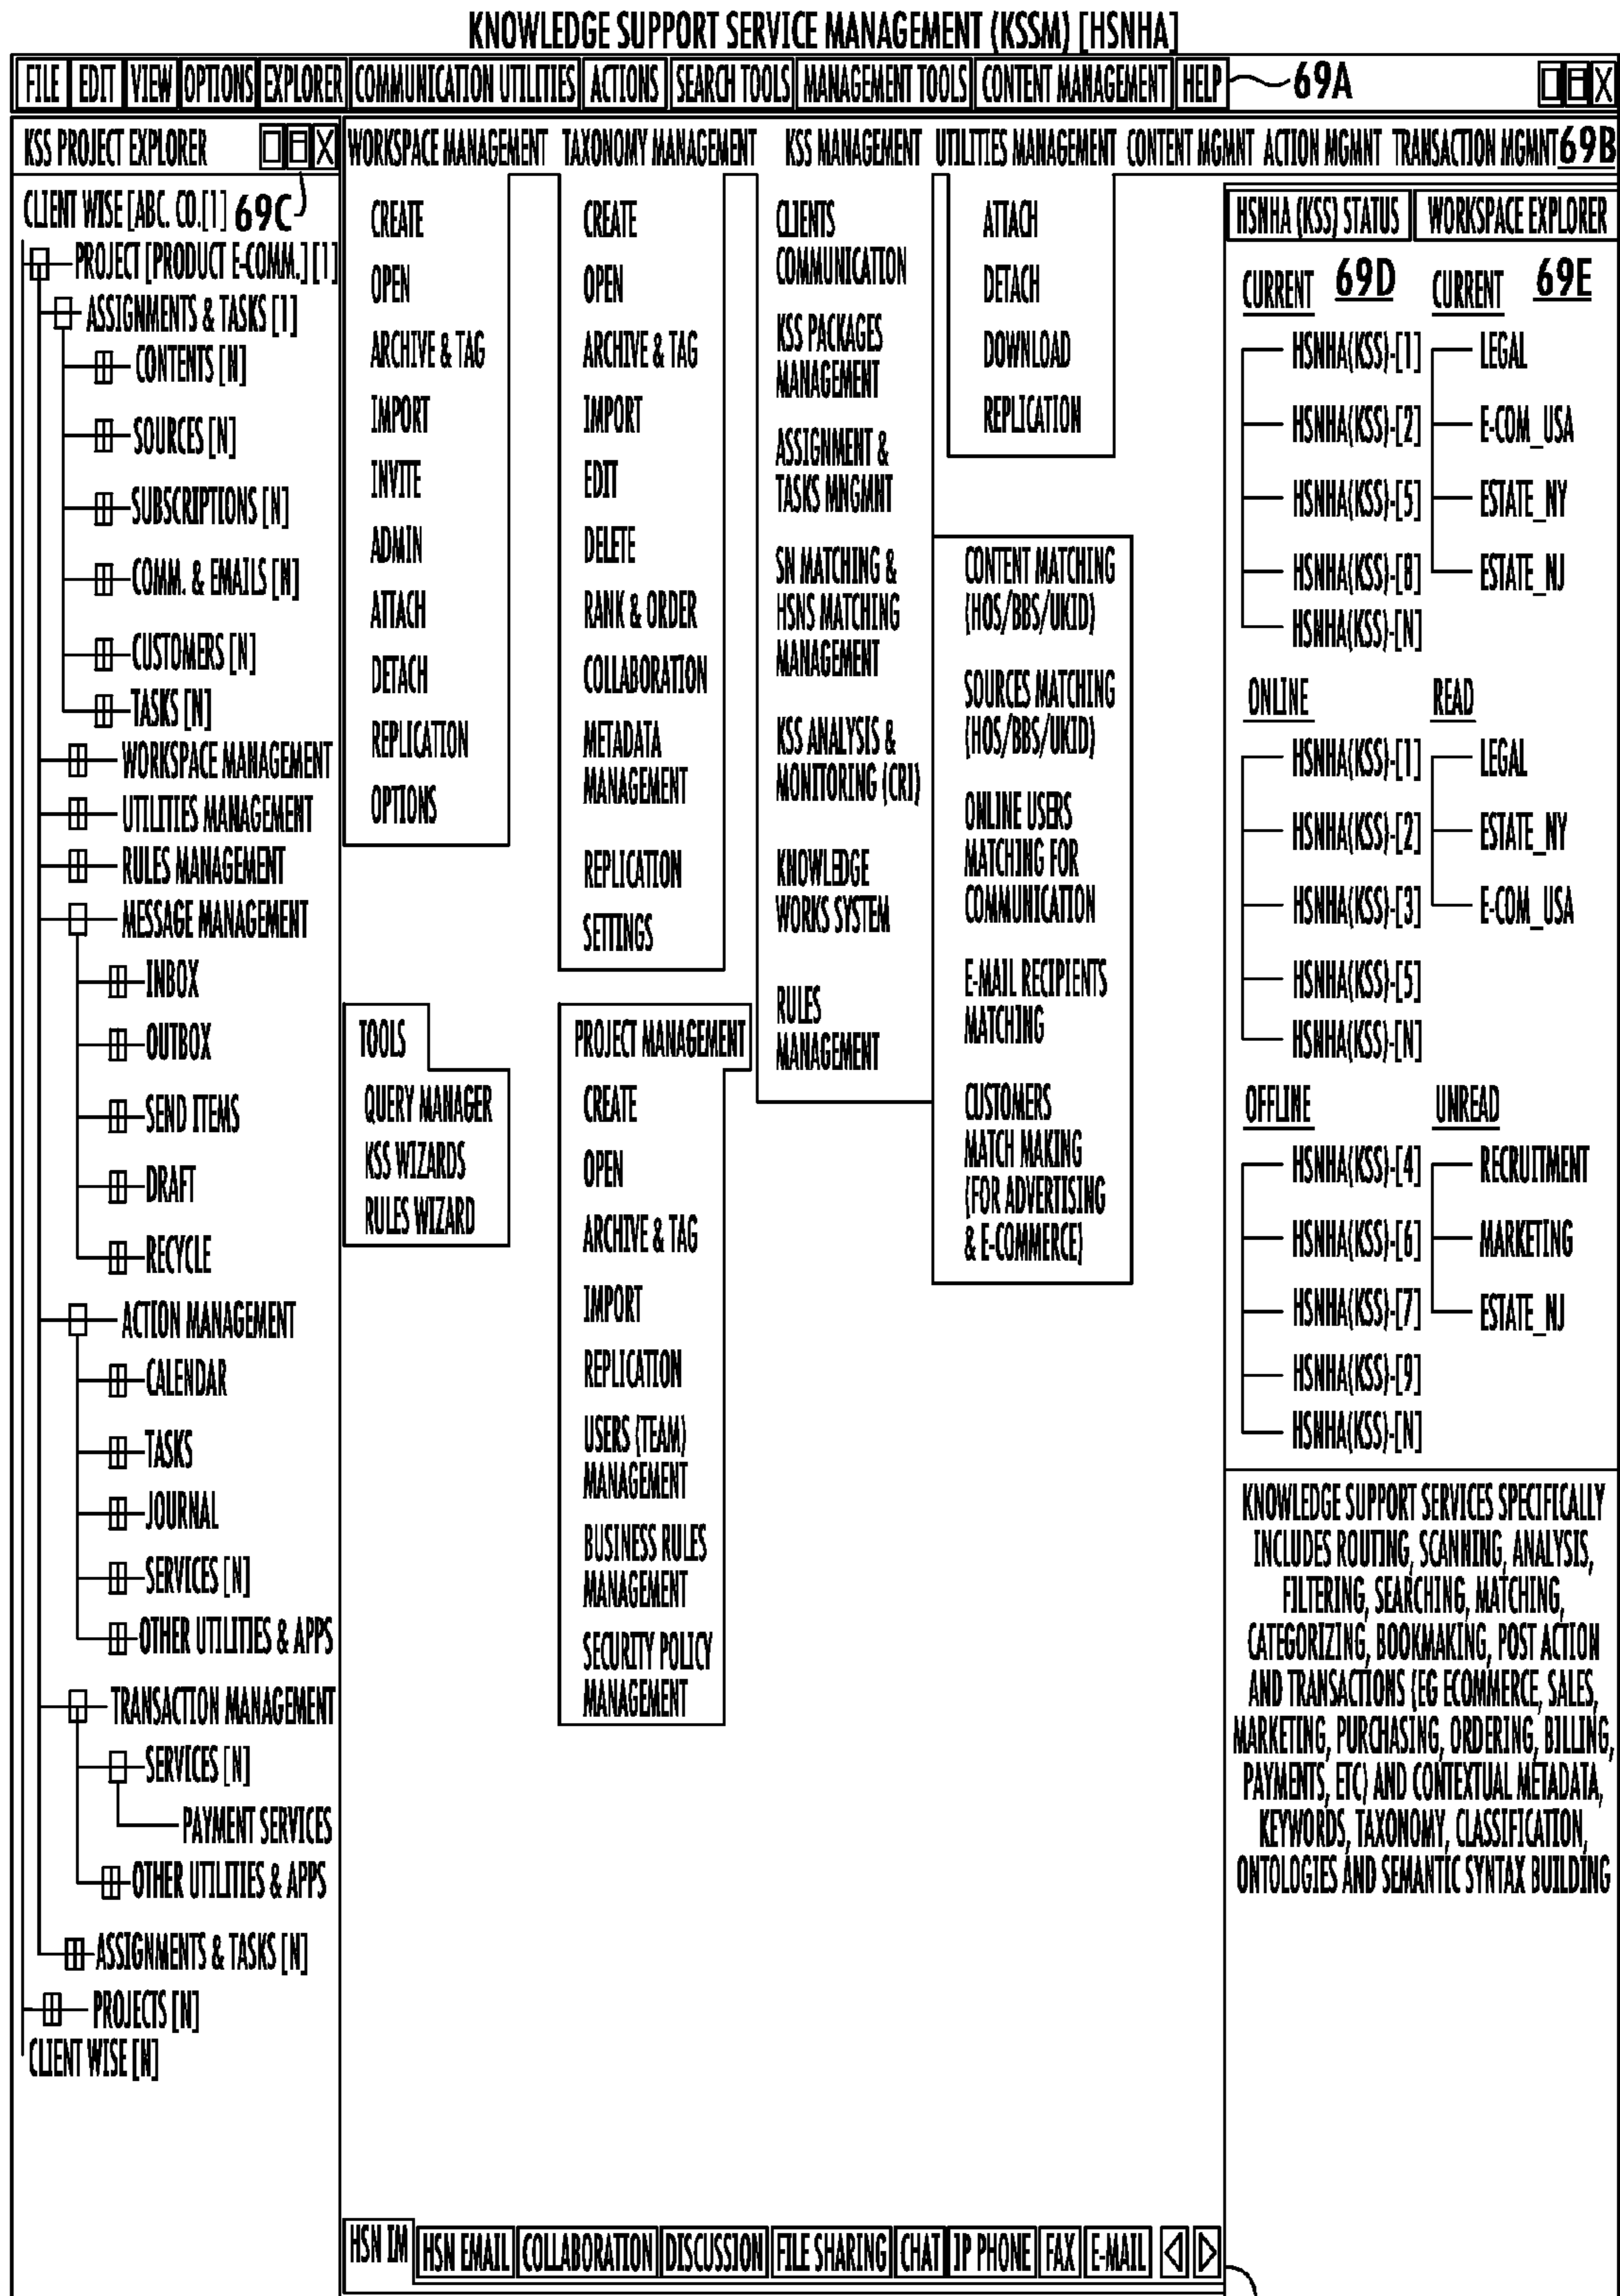 KNOWLEDGE SUPPORT SERVICE MANAGEMENT (KSSM) [HSNHA]
FILE EDIT VIEW OPTIONS EXPLORER COMMUNICATION UTILITIES ACTIONS SEARCH TOOLS MANAGEMENT TOOLS CONTENT MANAGEMENT HELP 69A
KSS PROJECT EXPLORER
CLIENT WISE [ABC. CO.[1] 69C
PROJECT [PRODUCT E-COMM.] [1]
ASSIGNMENTS & TASKS [1]
CONTENTS [N]
SOURCES [N]
SUBSCRIPTIONS [N]
COMM. & EMAILS [N]
CUSTOMERS [N]
TASKS [N]
WORKSPACE MANAGEMENT
UTILITIES MANAGEMENT
RULES MANAGEMENT
MESSAGE MANAGEMENT
INBOX
OUTBOX
SEND ITEMS
DRAFT
RECYCLE
ACTION MANAGEMENT
CALENDAR
TASKS
JOURNAL
SERVICES [N]
OTHER UTILITIES & APPS
TRANSACTION MANAGEMENT
SERVICES [N]
PAYMENT SERVICES
OTHER UTILITIES & APPS
ASSIGNMENTS & TASKS [N]
PROJECTS [N]
CLIENT WISE [N]
WORKSPACE MANAGEMENT TAXONOMY MANAGEMENT KSS MANAGEMENT UTILITIES MANAGEMENT CONTENT MGMNT ACTION MGMNT TRANSACTION MGMNT 69B
CREATE
OPEN
ARCHIVE & TAG
IMPORT
INVITE
ADMIN
ATTACH
DETACH
REPLICATION
OPTIONS
TOOLS
QUERY MANAGER
KSS WIZARDS
RULES WIZARD
CREATE
OPEN
ARCHIVE & TAG
IMPORT
EDIT
DELETE
RANK & ORDER
COLLABORATION
METADATA
MANAGEMENT
REPLICATION
SETTINGS
PROJECT MANAGEMENT
CREATE
OPEN
ARCHIVE & TAG
IMPORT
REPLICATION
USERS (TEAM)
MANAGEMENT
BUSINESS RULES
MANAGEMENT
SECURITY POLICY
MANAGEMENT
CLIENTS
COMMUNICATION
KSS PACKAGES
MANAGEMENT
ASSIGNMENT &
TASKS MNGMNT
SN MATCHING &
HSNS MATCHING
MANAGEMENT
KSS ANALYSIS &
MONITORING (CRI)
KNOWLEDGE
WORKS SYSTEM
RULES
MANAGEMENT
ATTACH
DETACH
DOWNLOAD
REPLICATION
CONTENT MATCHING
(HOS/BBS/UKID)
SOURCES MATCHING
(HOS/BBS/UKID)
ONLINE USERS
MATCHING FOR
COMMUNICATION
E-MAIL RECIPIENTS
MATCHING
CUSTOMERS
MATCH MAKING
(FOR ADVERTISING
& E-COMMERCE)
HSNHA (KSS) STATUS
CURRENT 69D
HSNHA(KSS)-[1]
HSNHA(KSS)-[2]
HSNHA(KSS)-[5]
HSNHA(KSS)-[8]
HSNHA(KSS)-[N]
ONLINE
HSNHA(KSS)-[1]
HSNHA(KSS)-[2]
HSNHA(KSS)-[3]
HSNHA(KSS)-[5]
HSNHA(KSS)-[N]
OFFLINE
HSNHA(KSS)-[4]
HSNHA(KSS)-[6]
HSNHA(KSS)-[7]
HSNHA(KSS)-[9]
HSNHA(KSS)-[N]
WORKSPACE EXPLORER
CURRENT 69E
LEGAL
E-COM_USA
ESTATE_NY
ESTATE_NJ
READ
LEGAL
ESTATE_NY
E-COM_USA
UNREAD
RECRUITMENT
MARKETING
ESTATE_NJ
KNOWLEDGE SUPPORT SERVICES SPECIFICALLY
INCLUDES ROUTING, SCANNING, ANALYSIS,
FILTERING, SEARCHING, MATCHING,
CATEGORIZING, BOOKMAKING, POST ACTION
AND TRANSACTIONS (EG ECOMMERCE, SALES,
MARKETING, PURCHASING, ORDERING, BILLING,
PAYMENTS, ETC) AND CONTEXTUAL METADATA,
KEYWORDS, TAXONOMY, CLASSIFICATION,
ONTOLOGIES AND SEMANTIC SYNTAX BUILDING
HSN IM HSN EMAIL COLLABORATION DISCUSSION FILE SHARING CHAT IP PHONE FAX E-MAIL